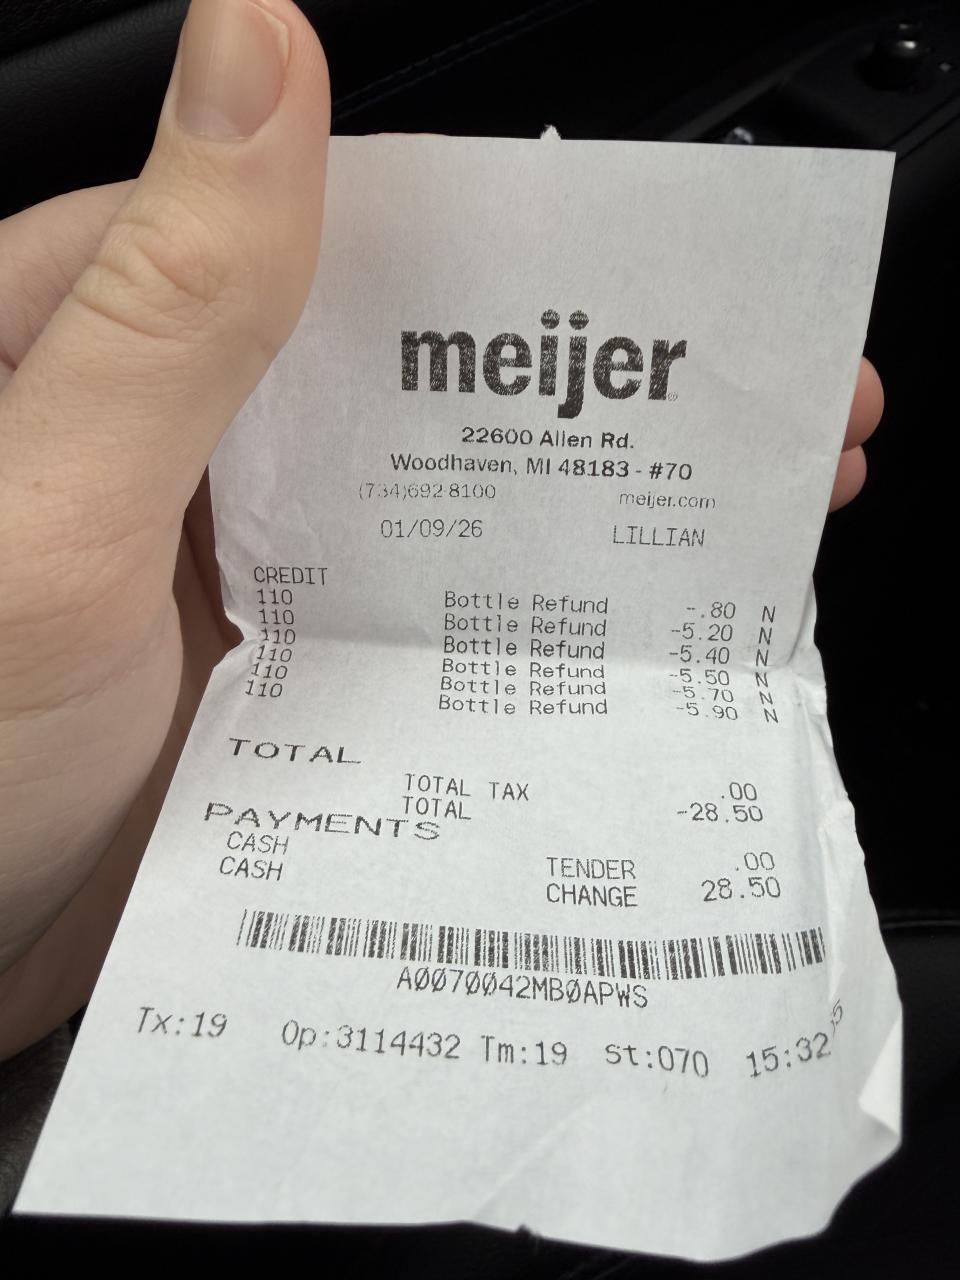 meijer
22600 Allen Rd.
Woodhaven, MI 48183 - #70
(734)692-8100 meijer.com
01/09/26 LILLIAN
CREDIT
110 Bottle Refund -.80 N
110 Bottle Refund -5.20 N
110 Bottle Refund -5.40 N
110 Bottle Refund -5.50 N
110 Bottle Refund -5.70 N
110 Bottle Refund -5.90 N
TOTAL
TOTAL TAX .00
TOTAL -28.50
PAYMENTS
CASH TENDER .00
CASH CHANGE 28.50
A0070042MB0APWS
Tx:19 Op:3114432 Tm:19 St:070 15:32